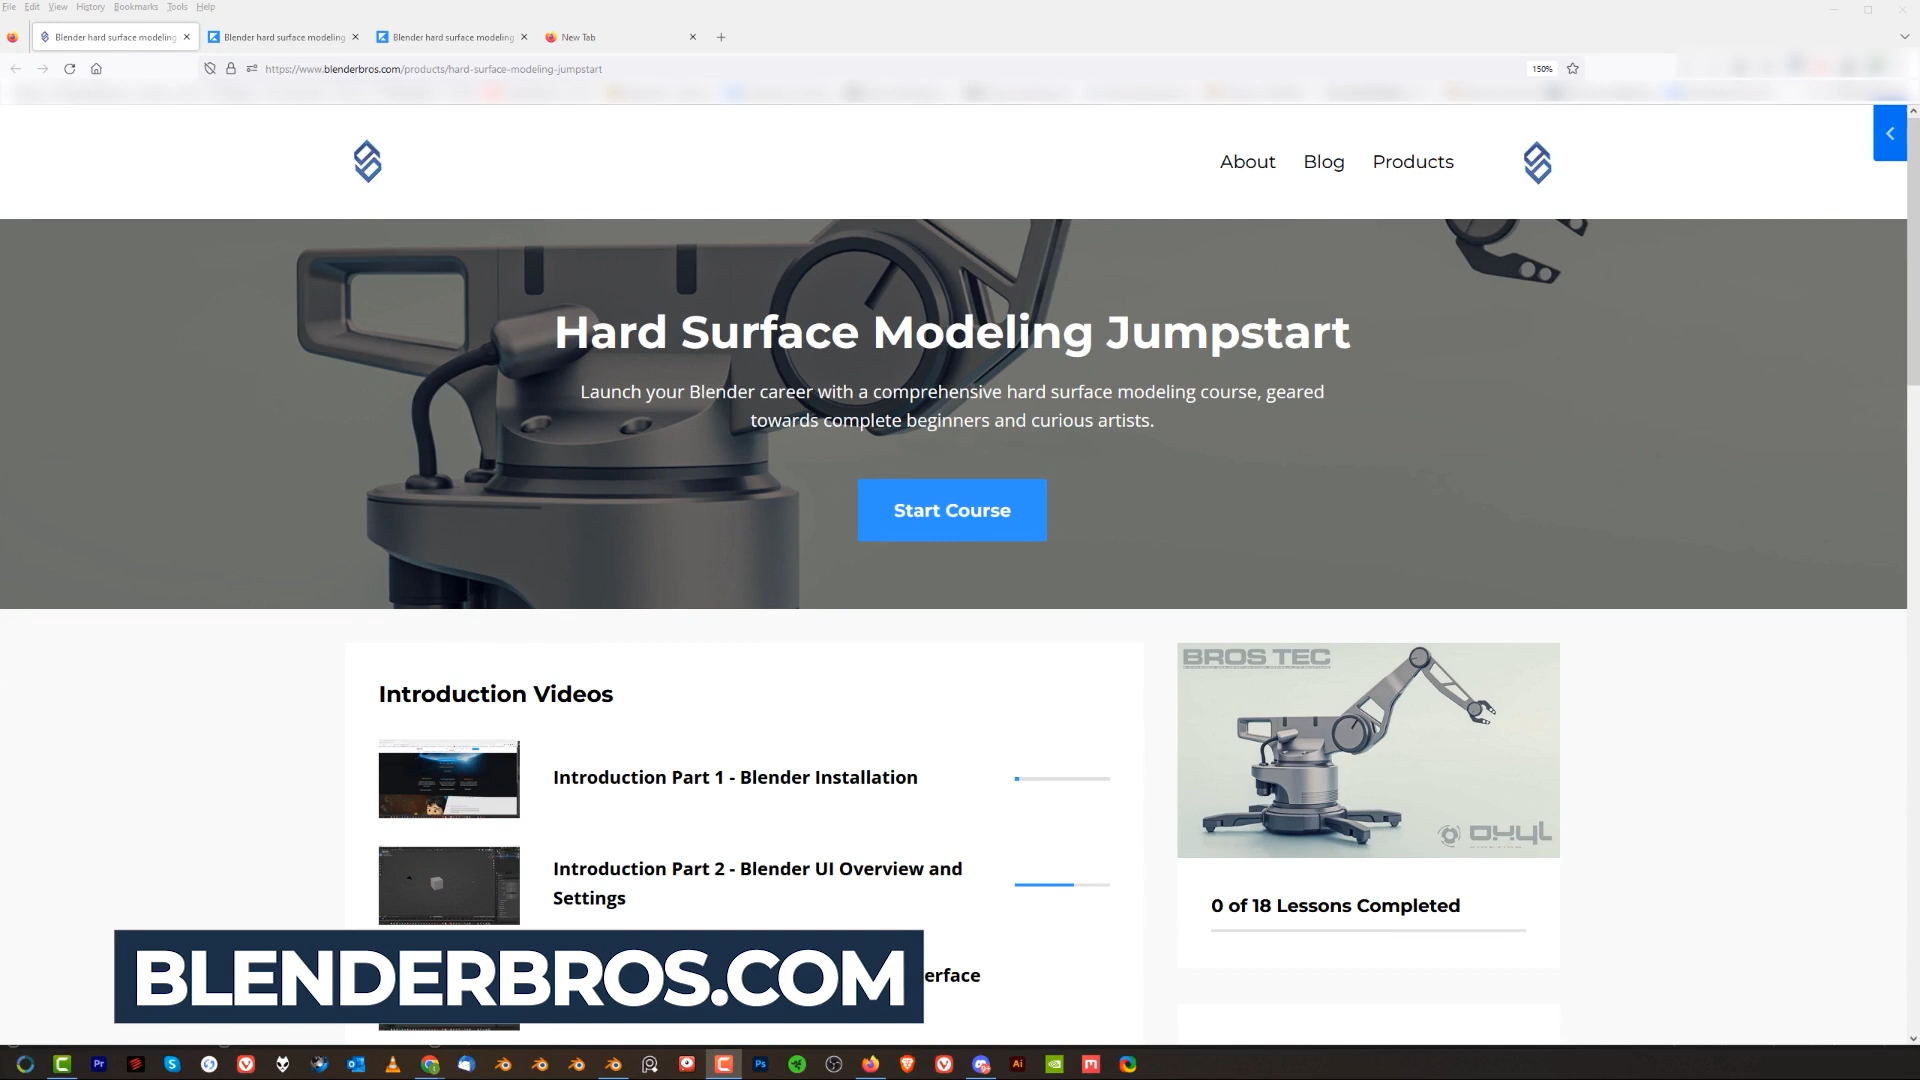 File Edit View History Bookmarks Tools Help
Blender hard surface modeling
Blender hard surface modeling
Blender hard surface modeling
New Tab
https://www.blenderbros.com/products/hard-surface-modeling-jumpstart
150%
About Blog Products
Hard Surface Modeling Jumpstart
Launch your Blender career with a comprehensive hard surface modeling course, geared
towards complete beginners and curious artists.
Start Course
Introduction Videos
BROS TEC
Introduction Part 1 - Blender Installation
OXYL
Introduction Part 2 - Blender UI Overview and
Settings
0 of 18 Lessons Completed
erface
BLENDERBROS.COM
Pr
Ps
Ai